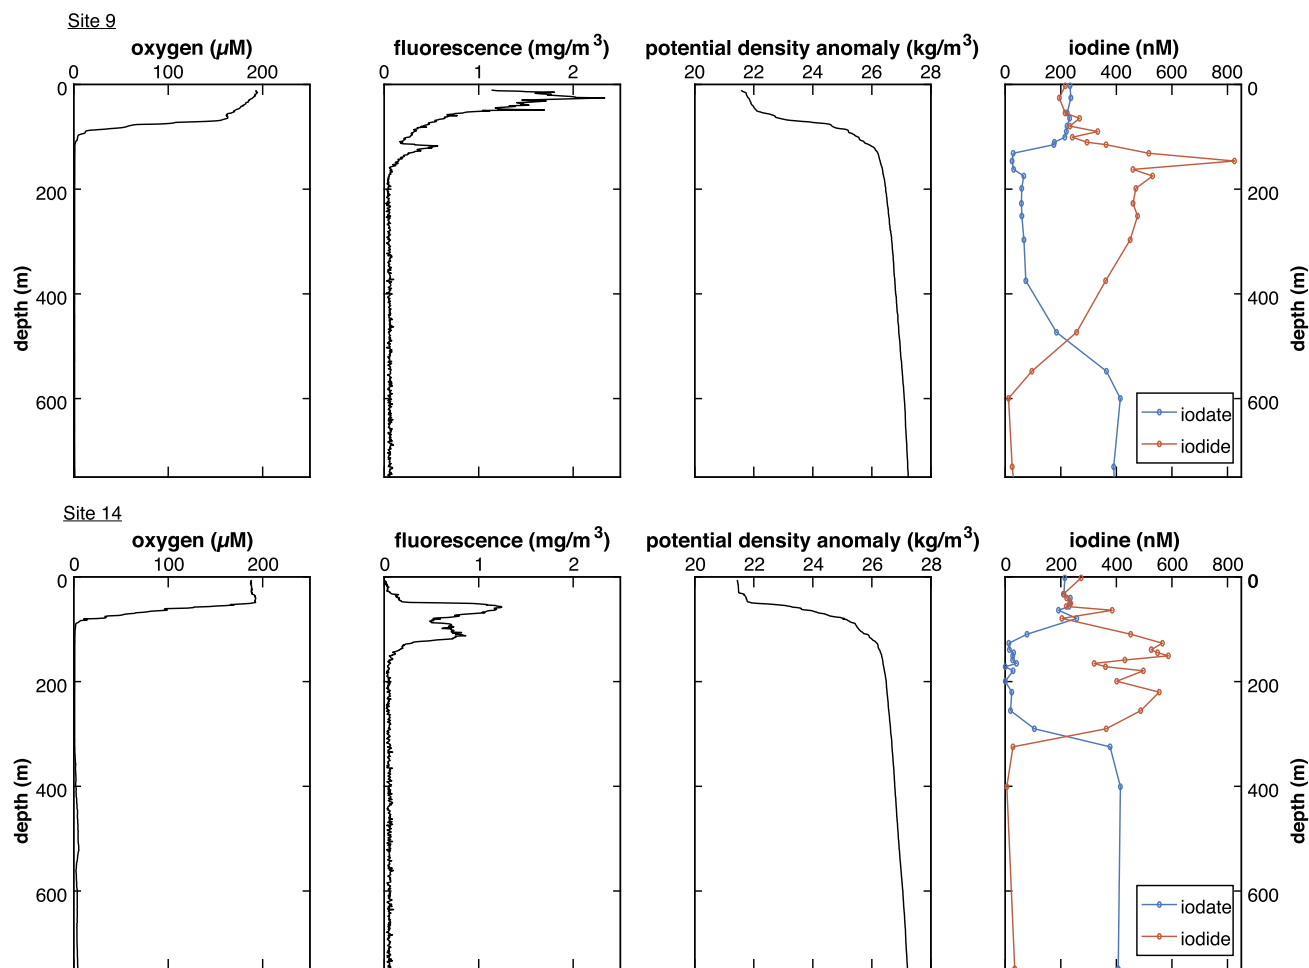 Site 9
oxygen (µM) fluorescence (mg/m³) potential density anomaly (kg/m³) iodine (nM)
0 100 200 0 1 2 20 22 24 26 28 0 200 400 600 800
0 0
200 200
depth (m) depth (m)
400 400
600 600
iodate
iodide
Site 14
oxygen (µM) fluorescence (mg/m³) potential density anomaly (kg/m³) iodine (nM)
0 100 200 0 1 2 20 22 24 26 28 0 200 400 600 800
0 0
200 200
depth (m) depth (m)
400 400
600 600
iodate
iodide